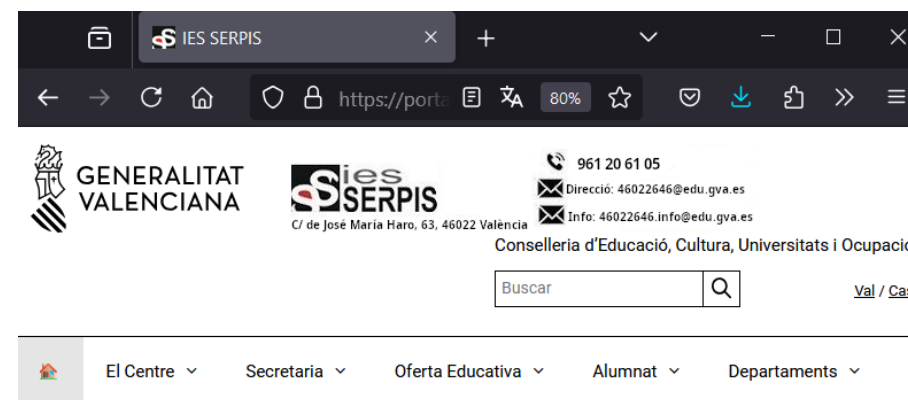 IES SERPIS
https://porta
80%
GENERALITAT
VALENCIANA
ies
SERPIS
C/ de José María Haro, 63, 46022 València
961 20 61 05
Direcció: 46022646@edu.gva.es
Info: 46022646.info@edu.gva.es
Conselleria d'Educació, Cultura, Universitats i Ocupació
Buscar
Val / Cas
El Centre
Secretaria
Oferta Educativa
Alumnat
Departaments